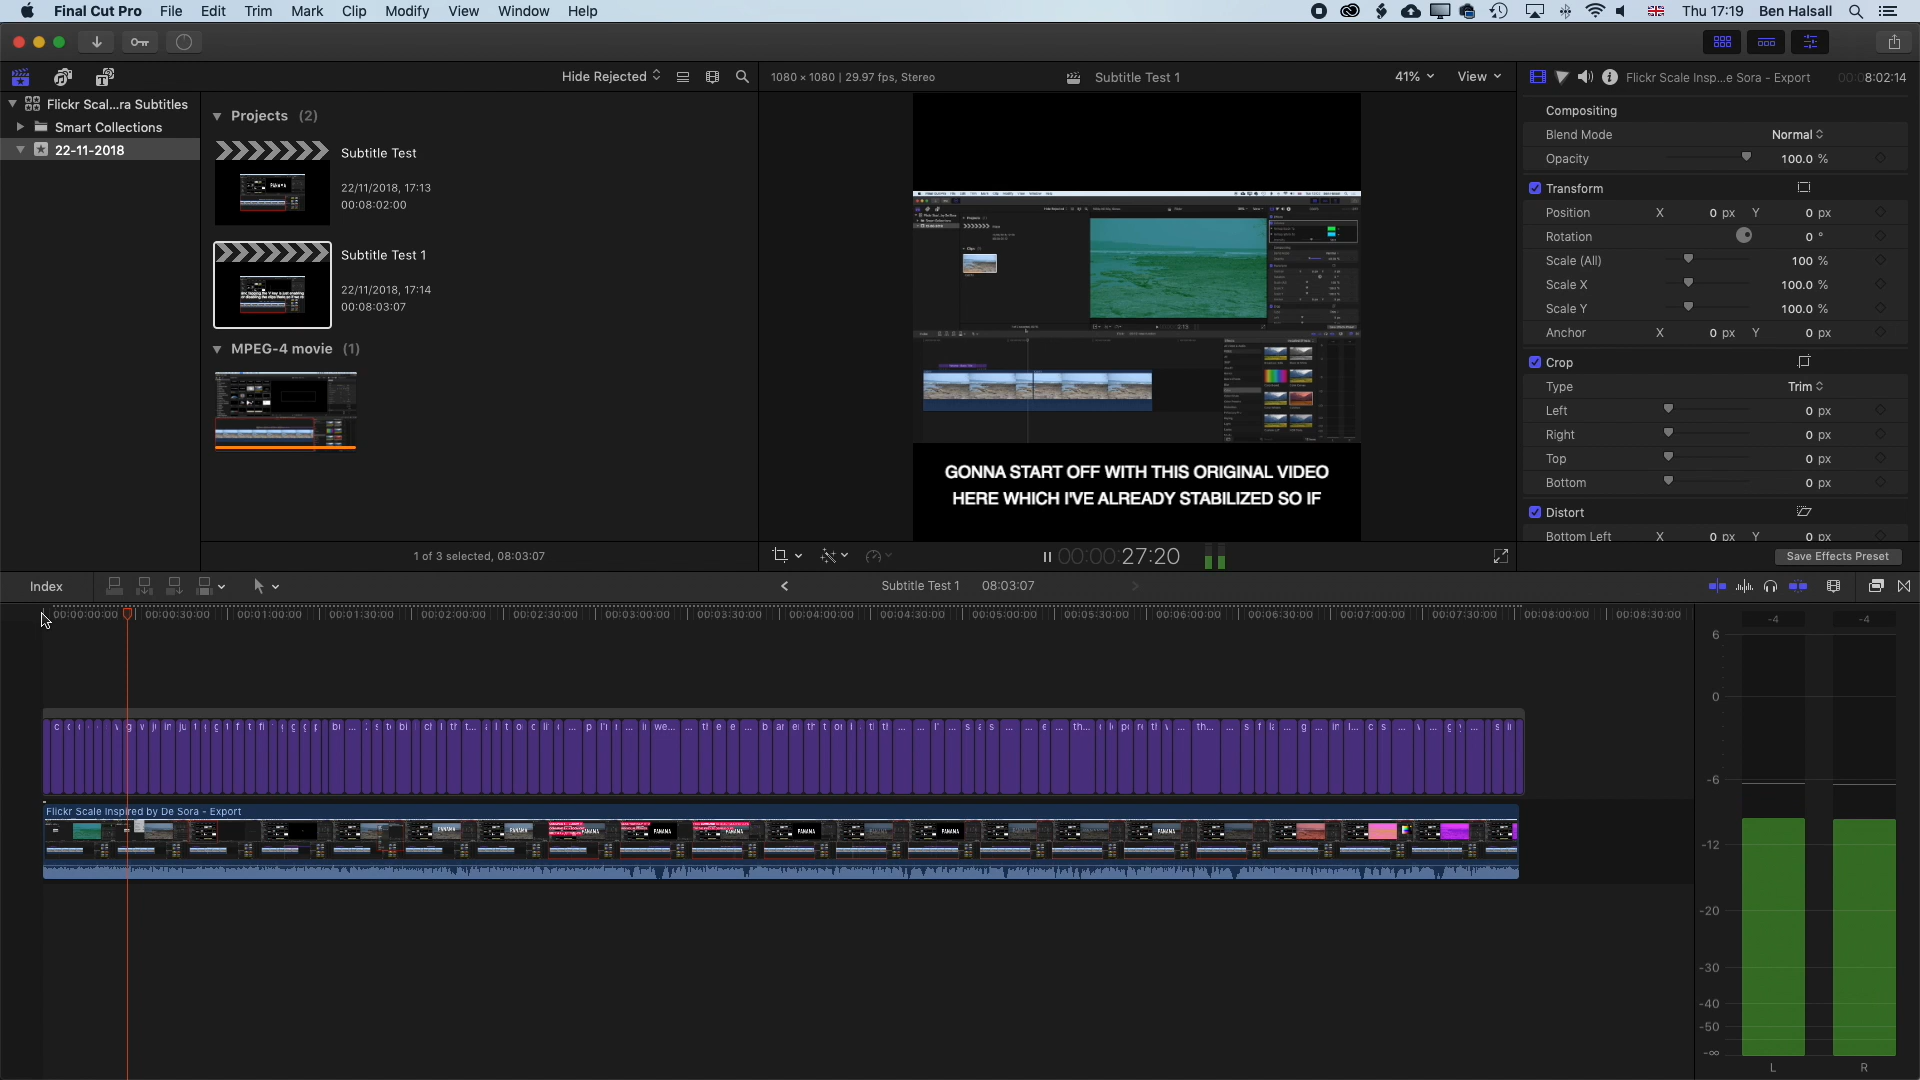 Final Cut Pro File Edit Trim Mark Clip Modify View Window Help
Thu 17:19 Ben Halsall
Hide Rejected
1080 × 1080 | 29.97 fps, Stereo
Subtitle Test 1
41% View
Flickr Scale Insp...e Sora - Export
00:08:02:14
Flickr Scal...ra Subtitles
Smart Collections
22-11-2018
Projects (2)
Subtitle Test
22/11/2018, 17:13
00:08:02:00
Subtitle Test 1
22/11/2018, 17:14
00:08:03:07
MPEG-4 movie (1)
1 of 3 selected, 08:03:07
PANAMA
GONNA START OFF WITH THIS ORIGINAL VIDEO
HERE WHICH I'VE ALREADY STABILIZED SO IF
00:00:27:20
Compositing
Blend Mode Normal
Opacity 100.0 %
Transform
Position X 0 px Y 0 px
Rotation 0 °
Scale (All) 100 %
Scale X 100.0 %
Scale Y 100.0 %
Anchor X 0 px Y 0 px
Crop
Type Trim
Left 0 px
Right 0 px
Top 0 px
Bottom 0 px
Distort
Bottom Left X 0 px Y 0 px
Save Effects Preset
Index
Subtitle Test 1 08:03:07
00:00:00:00 00:00:30:00 00:01:00:00 00:01:30:00 00:02:00:00 00:02:30:00 00:03:00:00 00:03:30:00 00:04:00:00 00:04:30:00 00:05:00:00 00:05:30:00 00:06:00:00 00:06:30:00 00:07:00:00 00:07:30:00 00:08:00:00 00:08:30:00
Flickr Scale Inspired by De Sora - Export
-4 -4
6
0
-6
-12
-20
-30
-40
-50
-∞
L R